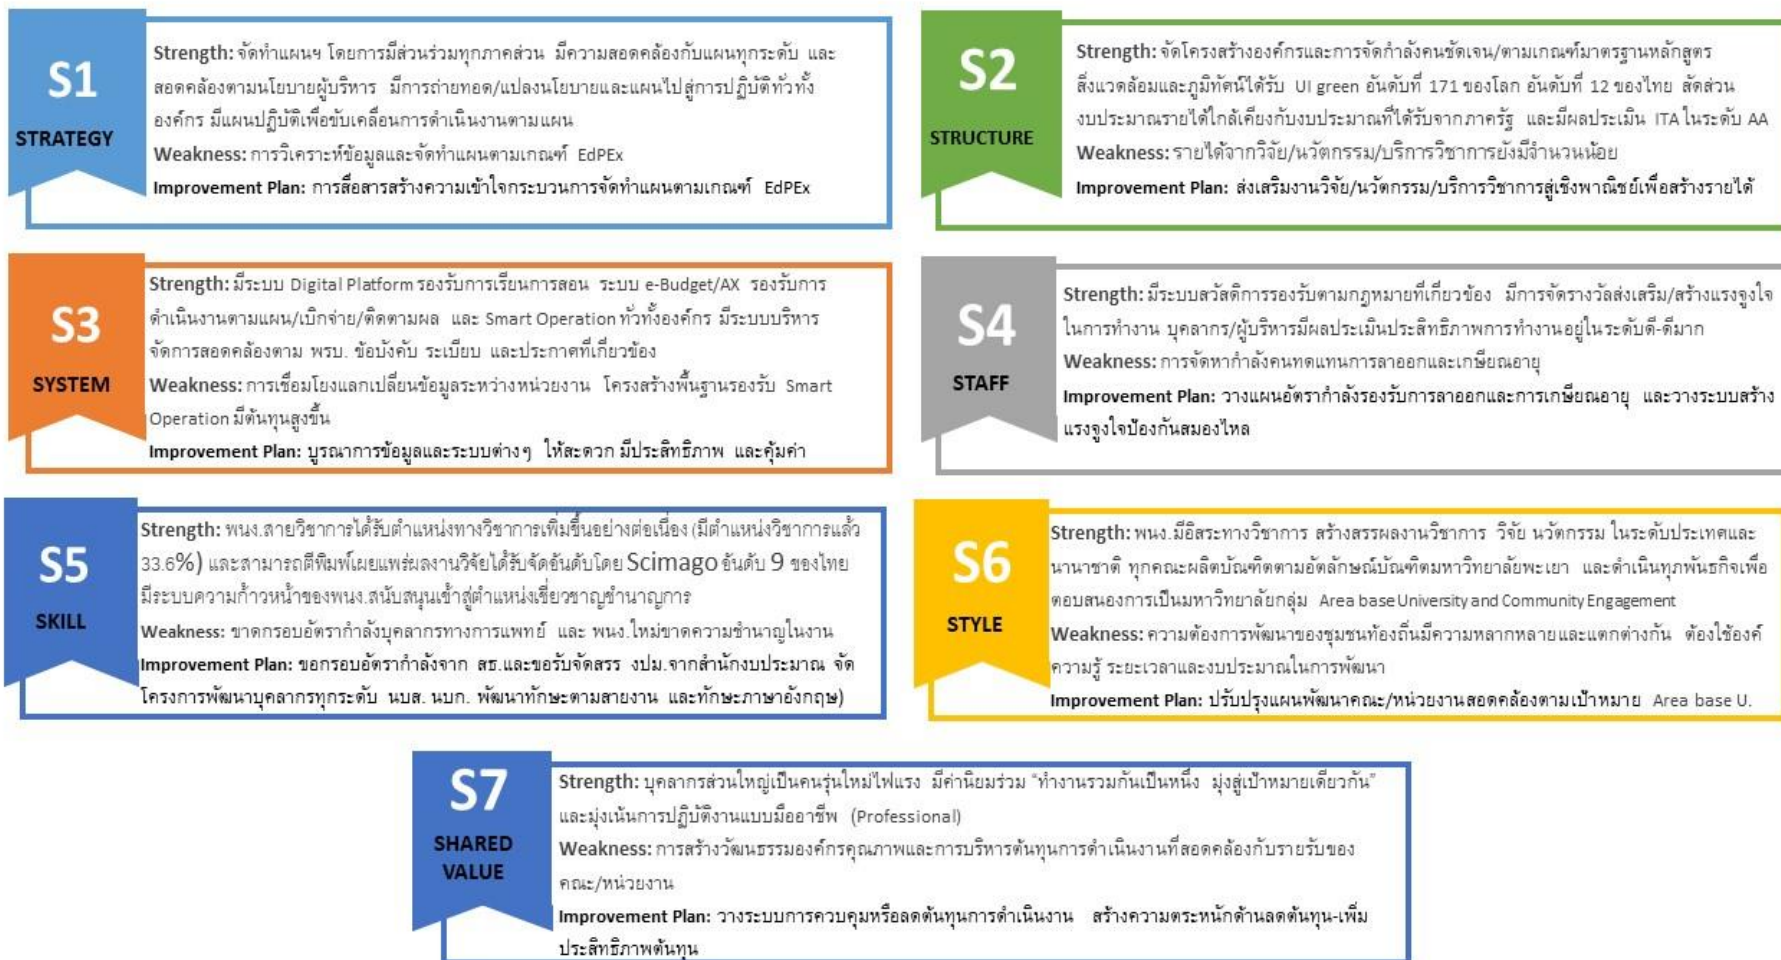 S1
STRATEGY
Strength: จัดทำแผนฯ โดยการมีส่วนร่วมทุกภาคส่วน มีความสอดคล้องกับแผนทุกระดับ และ
สอดคล้องตามนโยบายผู้บริหาร มีการถ่ายทอด/แปลงนโยบายและแผนไปสู่การปฏิบัติทั่วทั้ง
องค์กร มีแผนปฏิบัติเพื่อขับเคลื่อนการดำเนินงานตามแผน
Weakness: การวิเคราะห์ข้อมูลและจัดทำแผนตามเกณฑ์ EdPEx
Improvement Plan: การสื่อสารสร้างความเข้าใจกระบวนการจัดทำแผนตามเกณฑ์ EdPEx
S2
STRUCTURE
Strength: จัดโครงสร้างองค์กรและการจัดกำลังคนชัดเจน/ตามเกณฑ์มาตรฐานหลักสูตร
สิ่งแวดล้อมและภูมิทัศน์ได้รับ UI green อันดับที่ 171 ของโลก อันดับที่ 12 ของไทย สัดส่วน
งบประมาณรายได้ใกล้เคียงกับงบประมาณที่ได้รับจากภาครัฐ และมีผลประเมิน ITA ในระดับ AA
Weakness: รายได้จากวิจัย/นวัตกรรม/บริการวิชาการยังมีจำนวนน้อย
Improvement Plan: ส่งเสริมงานวิจัย/นวัตกรรม/บริการวิชาการสู่เชิงพาณิชย์เพื่อสร้างรายได้
S3
SYSTEM
Strength: มีระบบ Digital Platform รองรับการเรียนการสอน ระบบ e-Budget/AX รองรับการ
ดำเนินงานตามแผน/เบิกจ่าย/ติดตามผล และ Smart Operation ทั่วทั้งองค์กร มีระบบบริหาร
จัดการสอดคล้องตาม พรบ. ข้อบังคับ ระเบียบ และประกาศที่เกี่ยวข้อง
Weakness: การเชื่อมโยงแลกเปลี่ยนข้อมูลระหว่างหน่วยงาน โครงสร้างพื้นฐานรองรับ Smart
Operation มีต้นทุนสูงขึ้น
Improvement Plan: บูรณาการข้อมูลและระบบต่างๆ ให้สะดวก มีประสิทธิภาพ และคุ้มค่า
S4
STAFF
Strength: มีระบบสวัสดิการรองรับตามกฎหมายที่เกี่ยวข้อง มีการจัดรางวัลส่งเสริม/สร้างแรงจูงใจ
ในการทำงาน บุคลากร/ผู้บริหารมีผลประเมินประสิทธิภาพการทำงานอยู่ในระดับดี-ดีมาก
Weakness: การจัดหากำลังคนทดแทนการลาออกและเกษียณอายุ
Improvement Plan: วางแผนอัตรากำลังรองรับการลาออกและการเกษียณอายุ และวางระบบสร้าง
แรงจูงใจป้องกันสมองไหล
S5
SKILL
Strength: พนง.สายวิชาการได้รับตำแหน่งทางวิชาการเพิ่มขึ้นอย่างต่อเนื่อง (มีตำแหน่งวิชาการแล้ว
33.6%) และสามารถตีพิมพ์เผยแพร่ผลงานวิจัยได้รับจัดอันดับโดย Scimago อันดับ 9 ของไทย
มีระบบความก้าวหน้าของพนง.สนับสนุนเข้าสู่ตำแหน่งเชี่ยวชาญชำนาญการ
Weakness: ขาดกรอบอัตรากำลังบุคลากรทางการแพทย์ และ พนง.ใหม่ขาดความชำนาญในงาน
Improvement Plan: ขอกรอบอัตรากำลังจาก สธ.และขอรับจัดสรร งปม.จากสำนักงบประมาณ จัด
โครงการพัฒนาบุคลากรทุกระดับ นบส. นบก. พัฒนาทักษะตามสายงาน และทักษะภาษาอังกฤษ)
S6
STYLE
Strength: พนง.มีอิสระทางวิชาการ สร้างสรรผลงานวิชาการ วิจัย นวัตกรรม ในระดับประเทศและ
นานาชาติ ทุกคณะผลิตบัณฑิตตามอัตลักษณ์บัณฑิตมหาวิทยาลัยพะเยา และดำเนินทุกพันธกิจเพื่อ
ตอบสนองการเป็นมหาวิทยาลัยกลุ่ม Area base University and Community Engagement
Weakness: ความต้องการพัฒนาของชุมชนท้องถิ่นมีความหลากหลายและแตกต่างกัน ต้องใช้องค์
ความรู้ ระยะเวลาและงบประมาณในการพัฒนา
Improvement Plan: ปรับปรุงแผนพัฒนาคณะ/หน่วยงานสอดคล้องตามเป้าหมาย Area base U.
S7
SHARED
VALUE
Strength: บุคลากรส่วนใหญ่เป็นคนรุ่นใหม่ไฟแรง มีค่านิยมร่วม “ทำงานรวมกันเป็นหนึ่ง มุ่งสู่เป้าหมายเดียวกัน”
และมุ่งเน้นการปฏิบัติงานแบบมืออาชีพ (Professional)
Weakness: การสร้างวัฒนธรรมองค์กรคุณภาพและการบริหารต้นทุนการดำเนินงานที่สอดคล้องกับรายรับของ
คณะ/หน่วยงาน
Improvement Plan: วางระบบการควบคุมหรือลดต้นทุนการดำเนินงาน สร้างความตระหนักด้านลดต้นทุน-เพิ่ม
ประสิทธิภาพต้นทุน